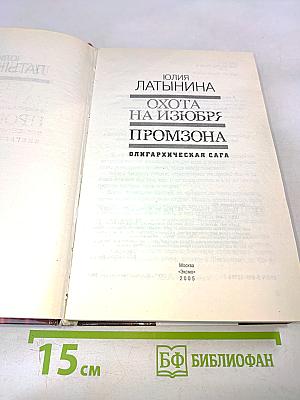 ЮЛИЯ
ЛАТЫНИНА
ОХОТА
НА ИЗЮБРЯ
ПРОМЗОНА
ОЛИГАРХИЧЕСКАЯ САГА
Москва
«Эксмо»
2005
15 см
БФ БИБЛИОФАН